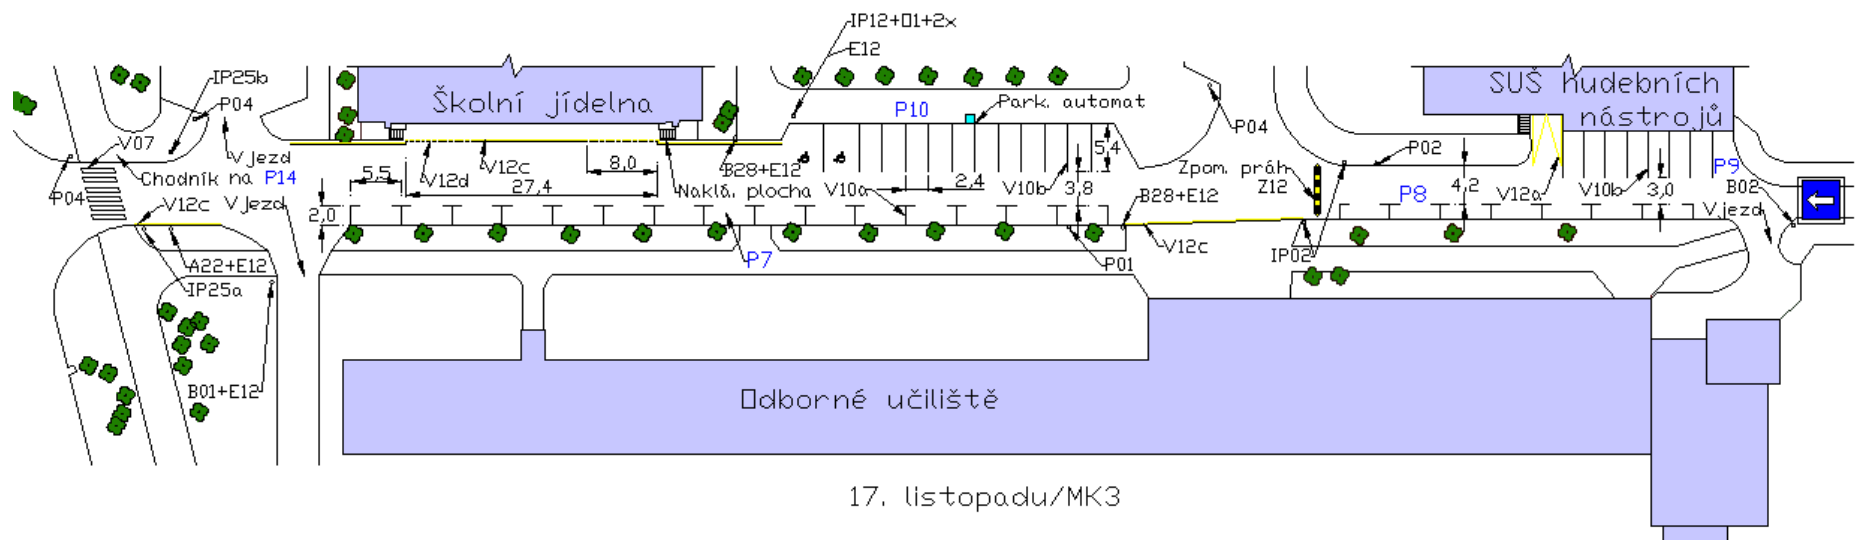 IP12+O1+2x
E12
IP25b
P04
Školní jídelna
P10
Park. automat
SUŠ hudebních
nástrojů
V07
Vjezd
P04
P02
5,4
Chodník na P14
5,5
V12d
V12c
8,0
B28+E12
Zpom. práh
Z12
P9
P04
V12c
Vjezd
27,4
Naklá. plocha
V10a
2,4
V10b
3,8
B28+E12
P8
4,2
V12a
V10b
3,0
B02
Vjezd
2,0
A22+E12
IP25a
P7
P01
V12c
IP02
B01+E12
Odborné učiliště
17. listopadu/MK3